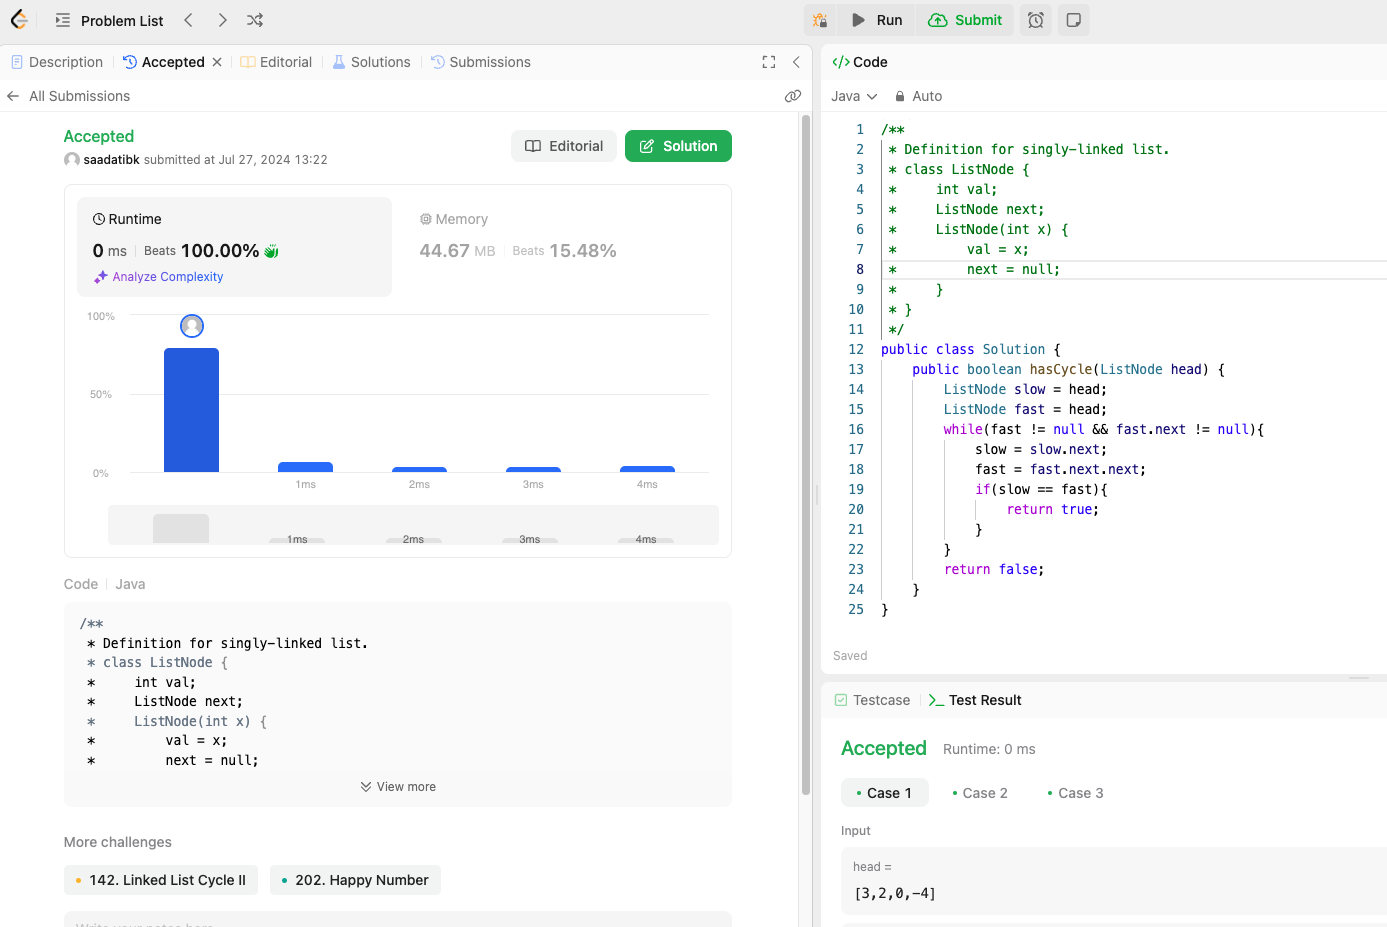 Problem List
Run
Submit
Description
Accepted
Editorial
Solutions
Submissions
All Submissions
Accepted
saadatibk submitted at Jul 27, 2024 13:22
Editorial
Solution
Runtime
0 ms
Beats 100.00%
Analyze Complexity
Memory
44.67 MB
Beats 15.48%
100%
50%
0%
1ms
2ms
3ms
4ms
1ms
2ms
3ms
4ms
Code
Java
/**
* Definition for singly-linked list.
* class ListNode {
*     int val;
*     ListNode next;
*     ListNode(int x) {
*         val = x;
*         next = null;
View more
More challenges
142. Linked List Cycle II
202. Happy Number
Write your notes here
</> Code
Java
Auto
1 /**
2  * Definition for singly-linked list.
3  * class ListNode {
4  *     int val;
5  *     ListNode next;
6  *     ListNode(int x) {
7  *         val = x;
8  *         next = null;
9  *     }
10  * }
11  */
12 public class Solution {
13     public boolean hasCycle(ListNode head) {
14         ListNode slow = head;
15         ListNode fast = head;
16         while(fast != null && fast.next != null){
17             slow = slow.next;
18             fast = fast.next.next;
19             if(slow == fast){
20                 return true;
21             }
22         }
23         return false;
24     }
25 }
Saved
Testcase
Test Result
Accepted
Runtime: 0 ms
Case 1
Case 2
Case 3
Input
head =
[3,2,0,-4]